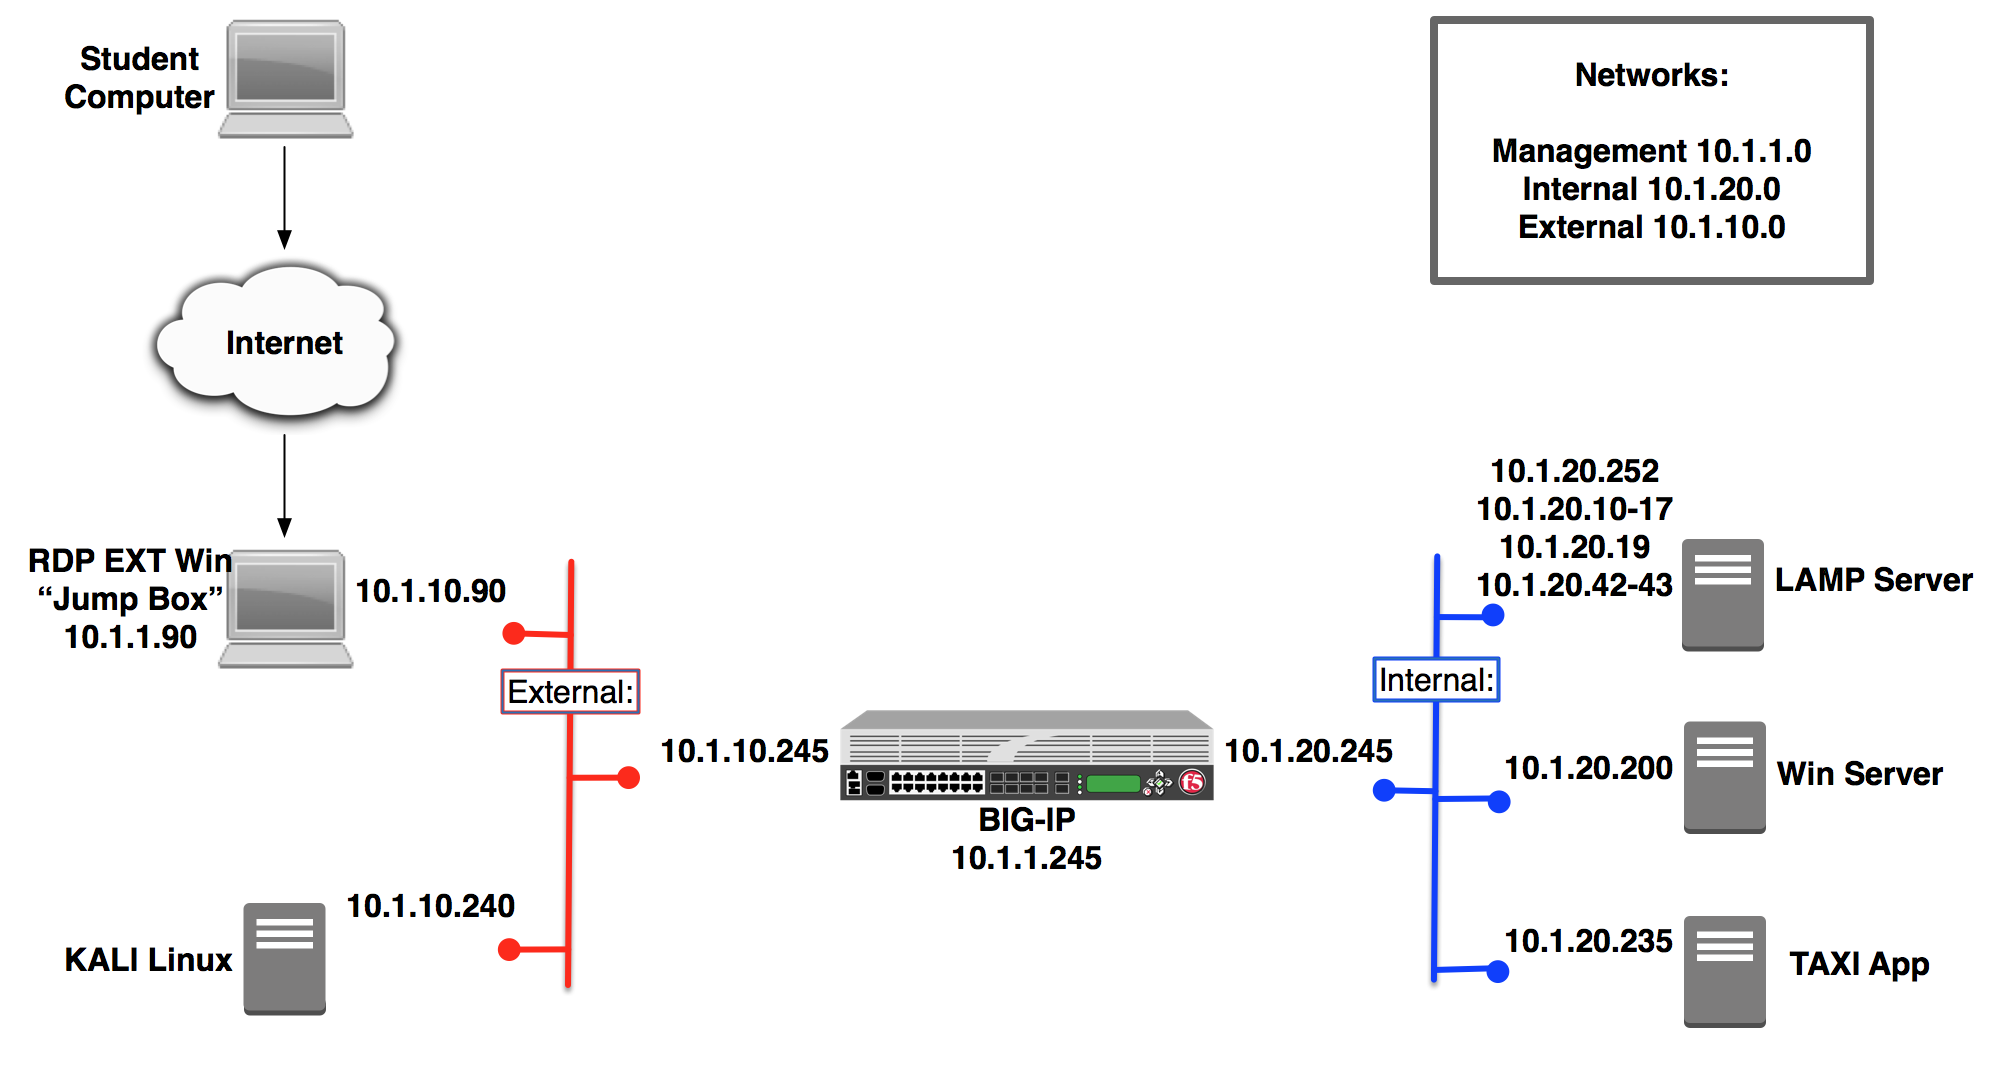 Student
Computer
Networks:
Management 10.1.1.0
Internal 10.1.20.0
External 10.1.10.0
Internet
RDP EXT Win
“Jump Box”
10.1.1.90
10.1.10.90
External:
10.1.10.245
f5
BIG-IP
10.1.1.245
10.1.20.245
10.1.10.240
KALI Linux
10.1.20.252
10.1.20.10-17
10.1.20.19
10.1.20.42-43
LAMP Server
Internal:
10.1.20.200
Win Server
10.1.20.235
TAXI App